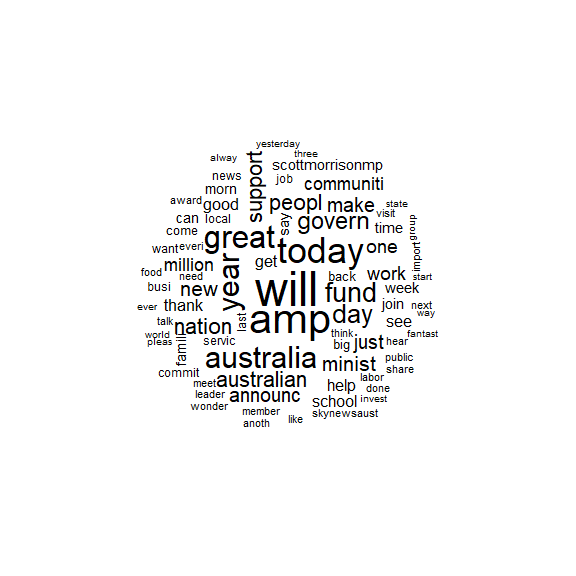 yesterday
three
alway
scottmorrisonmp
news
job
communiti
morn
support
award
good
peopl
make
state
can
local
say
govern
visit
group
come
great
today
time
want
everi
one
import
million
get
food
need
back
work
start
busi
new
year
will
fund
week
ever
thank
amp
day
join
next
way
talk
nation
last
see
world
pleas
famili
servic
think
big
just
hear
fantast
australia
minist
public
share
commit
meet
australian
help
labor
done
leader
announc
school
invest
wonder
member
skynewsaust
anoth
like